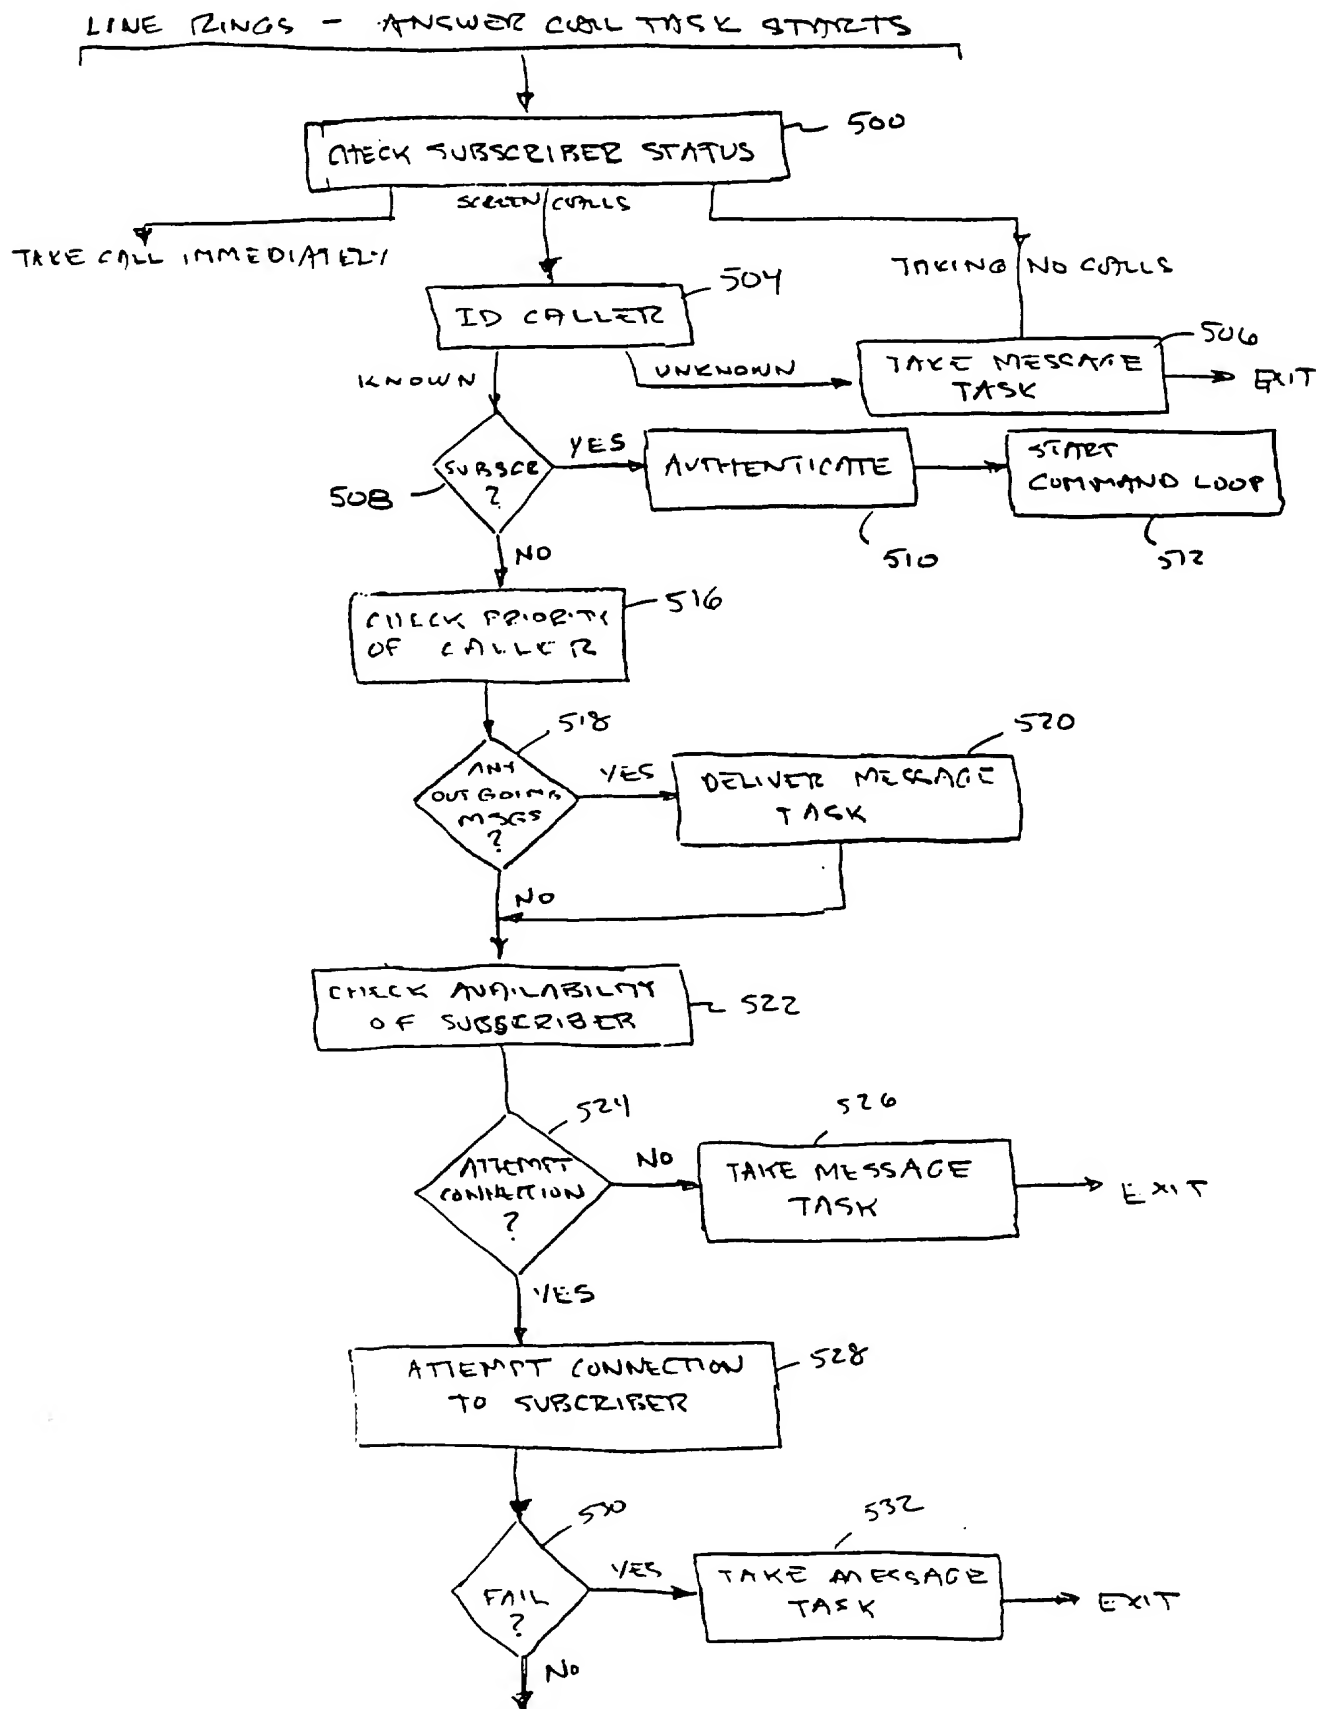 LINE RINGS - ANSWER CALL TASK STARTS
500
CHECK SUBSCRIBER STATUS
SCREEN CALLS
TAKE CALL IMMEDIATELY
TAKING NO CALLS
504
ID CALLER
506
TAKE MESSAGE
TASK
EXIT
KNOWN
UNKNOWN
SUBSCR
?
508
YES
AUTHENTICATE
510
START
COMMAND LOOP
512
NO
516
CHECK PRIORITY
OF CALLER
518
ANY
OUTGOING
MSGS
?
YES
520
DELIVER MESSAGE
TASK
NO
CHECK AVAILABILITY
OF SUBSCRIBER
522
524
ATTEMPT
CONNECTION
?
NO
526
TAKE MESSAGE
TASK
EXIT
YES
528
ATTEMPT CONNECTION
TO SUBCRIBER
530
FAIL
?
YES
532
TAKE MESSAGE
TASK
EXIT
NO